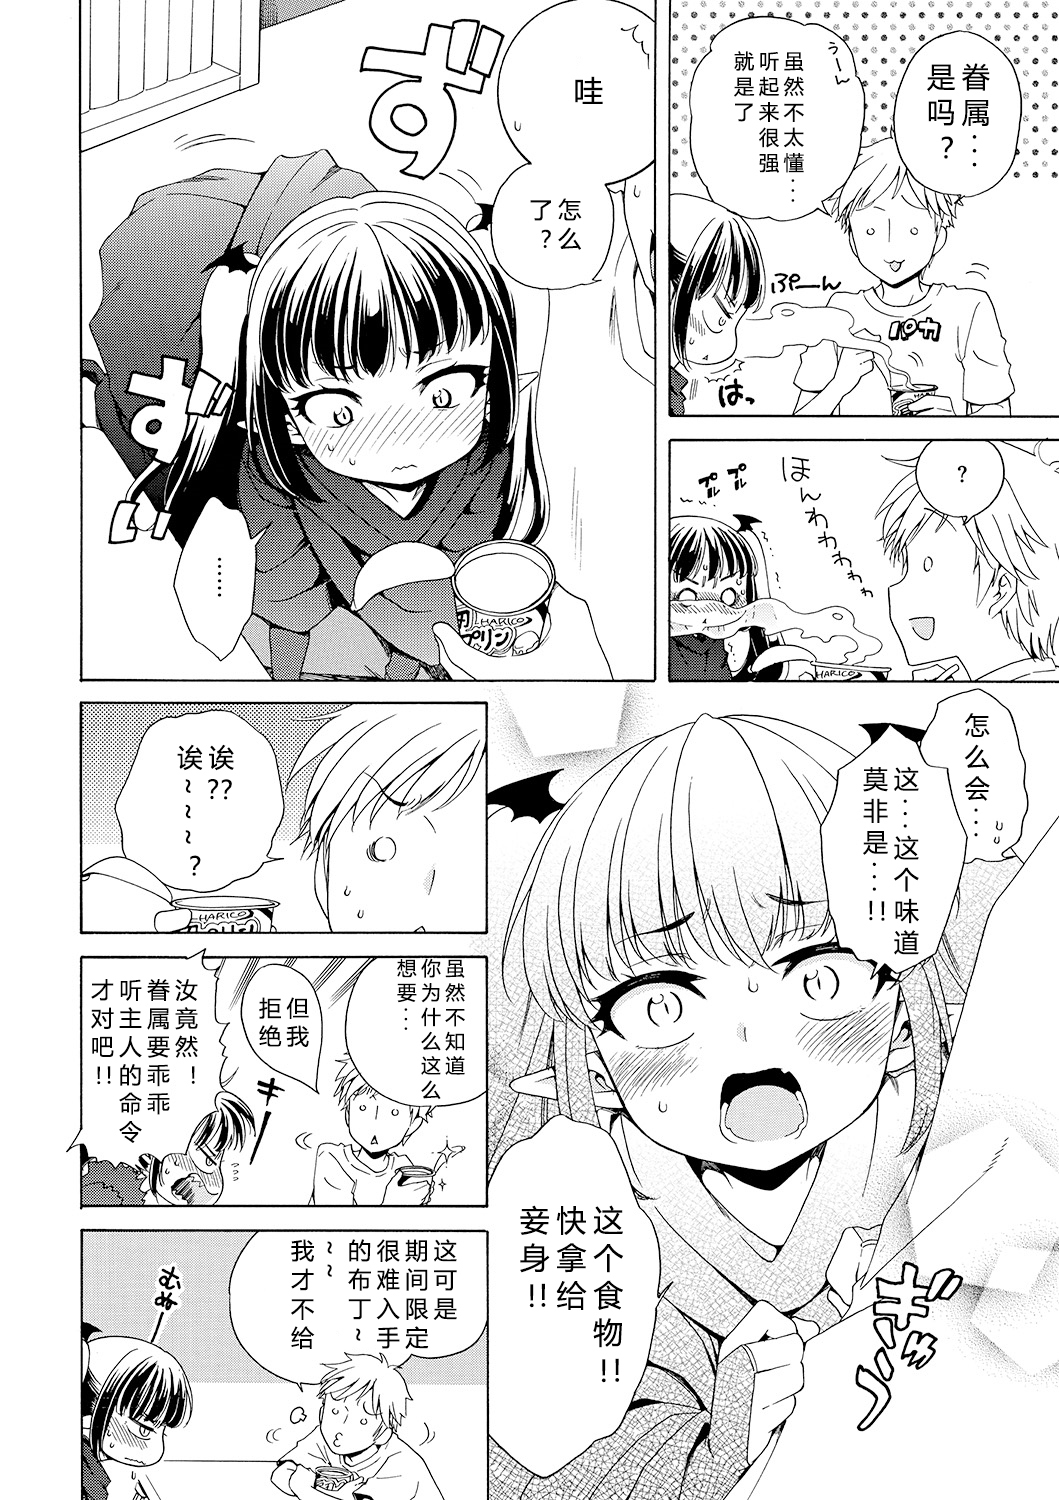 眷属...
是吗？
うーん
虽然不太懂...
听起来很强
就是了
ぷーん
パカ
はっ
?
ほんわわわわ
プル
プル
HARICO
哇
怎么
了？
ずずい
......
HARICO
プリン
怎么会...
这...这个味道
莫非是...!!
这个食物
快拿给
妾身!!
诶??
诶~~~？
HARICO
虽然不知道
你为什么这么
想要...
但我
拒绝
汝竟然！
眷属要乖乖
听主人的命令
才对吧!!
这可是
期间限定
很难入手
的布丁~
~~
我才不给
むぬー